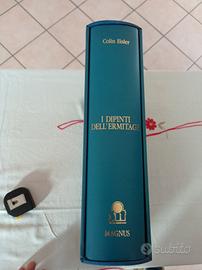 Colin Eisler
I DIPINTI
DELL'ERMITAGE
MAGNUS
subito